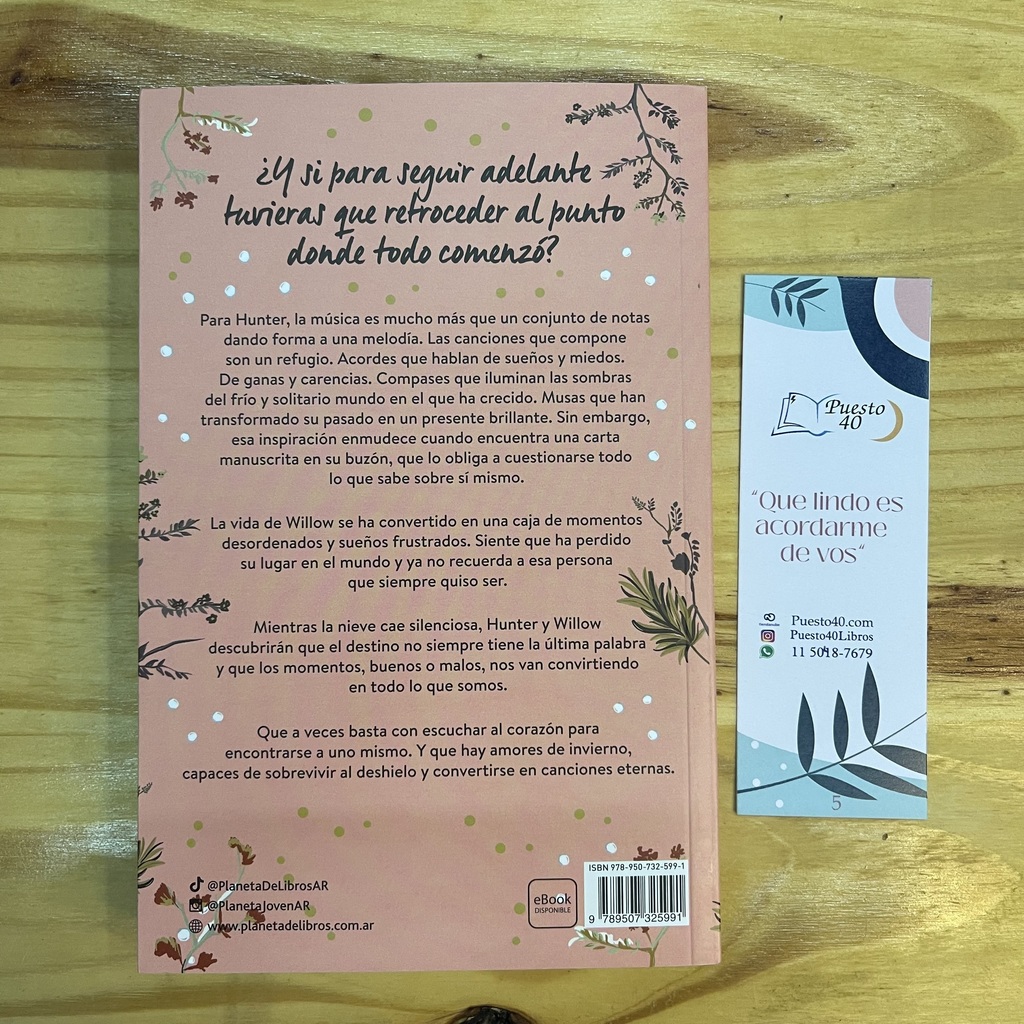 ¿Y si para seguir adelante
tuvieras que retroceder al punto
donde todo comenzó?
Para Hunter, la música es mucho más que un conjunto de notas
dando forma a una melodía. Las canciones que compone
son un refugio. Acordes que hablan de sueños y miedos.
De ganas y carencias. Compases que iluminan las sombras
del frío y solitario mundo en el que ha crecido. Musas que han
transformado su pasado en un presente brillante. Sin embargo,
esa inspiración enmudece cuando encuentra una carta
manuscrita en su buzón, que lo obliga a cuestionarse todo
lo que sabe sobre sí mismo.
La vida de Willow se ha convertido en una caja de momentos
desordenados y sueños frustrados. Siente que ha perdido
su lugar en el mundo y ya no recuerda a esa persona
que siempre quiso ser.
Mientras la nieve cae silenciosa, Hunter y Willow
descubrirán que el destino no siempre tiene la última palabra
y que los momentos, buenos o malos, nos van convirtiendo
en todo lo que somos.
Que a veces basta con escuchar al corazón para
encontrarse a uno mismo. Y que hay amores de invierno,
capaces de sobrevivir al deshielo y convertirse en canciones eternas.
@PlanetaDeLibrosAR
@PlanetaJovenAR
www.planetadelibros.com.ar
eBook
DISPONIBLE
ISBN 978-950-732-599-1
9 789507 325991
Puesto
40
“Que lindo es
acordarme
de vos“
Puesto40.com
Puesto40Libros
11 5018-7679
5